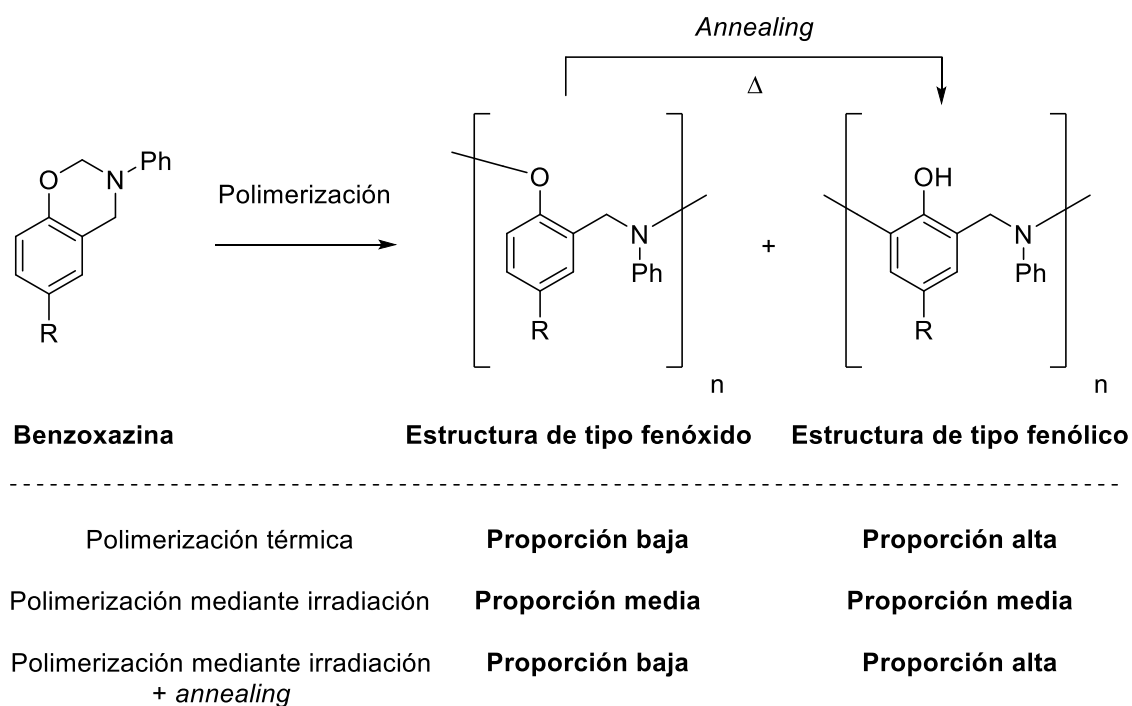 Annealing
Δ
O
N
Ph
R
Polimerización
O
N
Ph
R
n
+
OH
N
Ph
R
n
Benzoxazina
Estructura de tipo fenóxido
Estructura de tipo fenólico
Polimerización térmica
Proporción baja
Proporción alta
Polimerización mediante irradiación
Proporción media
Proporción media
Polimerización mediante irradiación
+ annealing
Proporción baja
Proporción alta